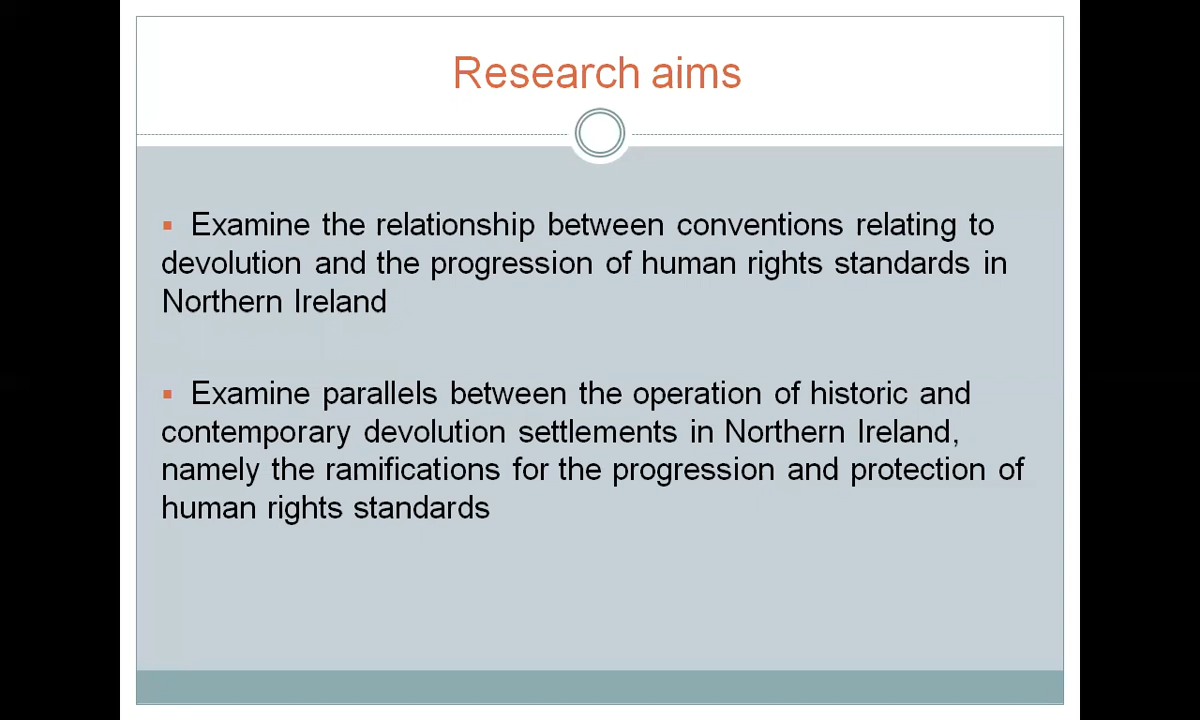 Research aims
▪ Examine the relationship between conventions relating to
devolution and the progression of human rights standards in
Northern Ireland
▪ Examine parallels between the operation of historic and
contemporary devolution settlements in Northern Ireland,
namely the ramifications for the progression and protection of
human rights standards